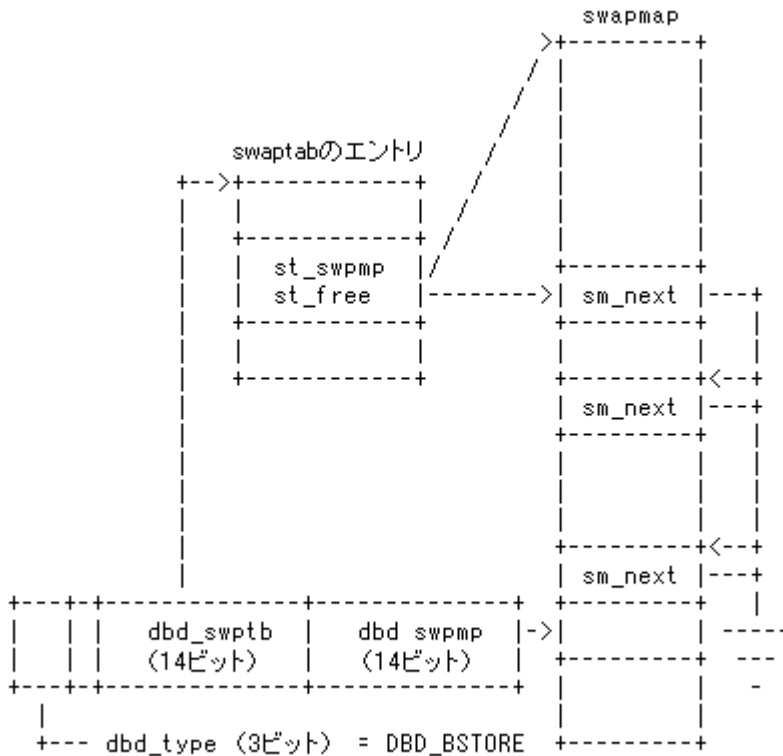 swapmap
swaptabのエントリ
st_swpmp
st_free
sm_next
sm_next
sm_next
dbd_swptb
dbd swpmp
(14ビット)
(14ビット)
dbd_type (3ビット) = DBD_BSTORE